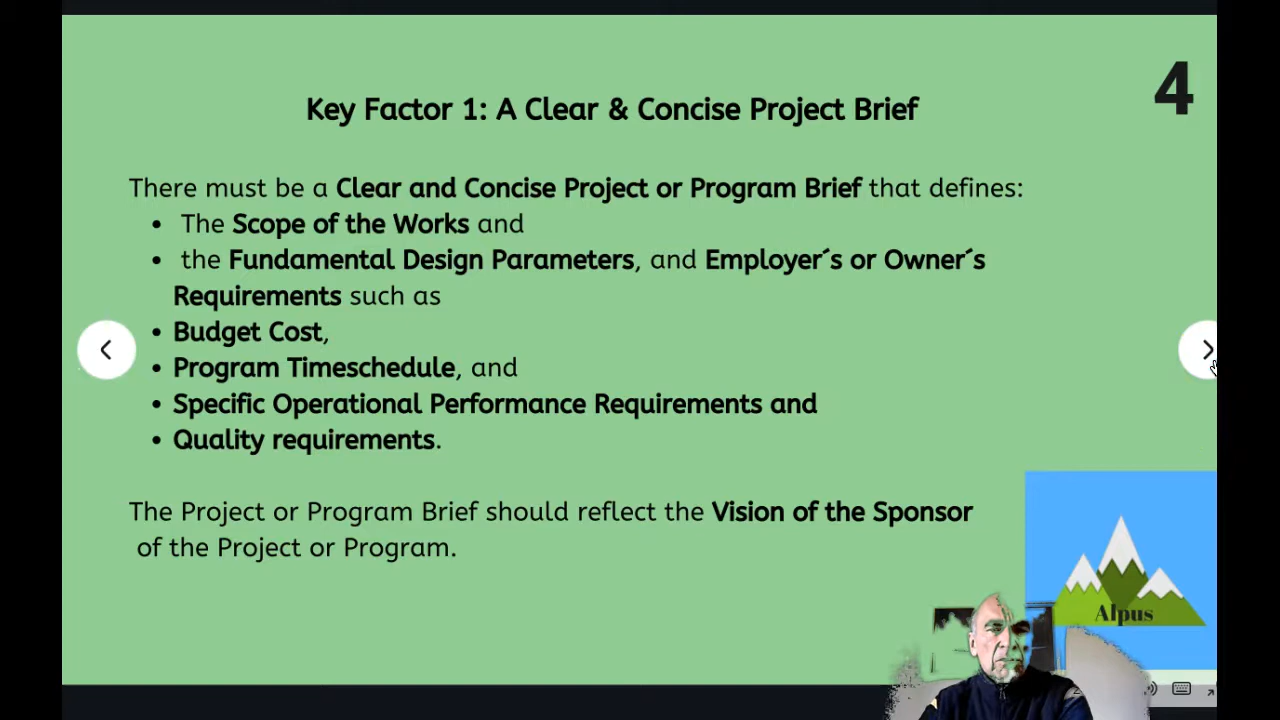 4
Key Factor 1: A Clear & Concise Project Brief
There must be a Clear and Concise Project or Program Brief that defines:
• The Scope of the Works and
• the Fundamental Design Parameters, and Employer´s or Owner´s
Requirements such as
• Budget Cost,
• Program Timeschedule, and
• Specific Operational Performance Requirements and
• Quality requirements.
The Project or Program Brief should reflect the Vision of the Sponsor
of the Project or Program.
Alpus